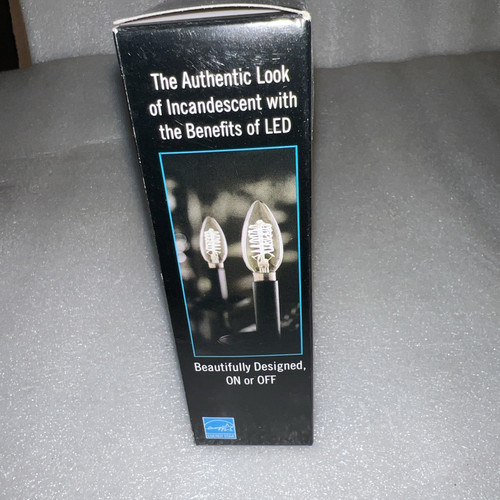 The Authentic Look
of Incandescent with
the Benefits of LED
Beautifully Designed,
ON or OFF